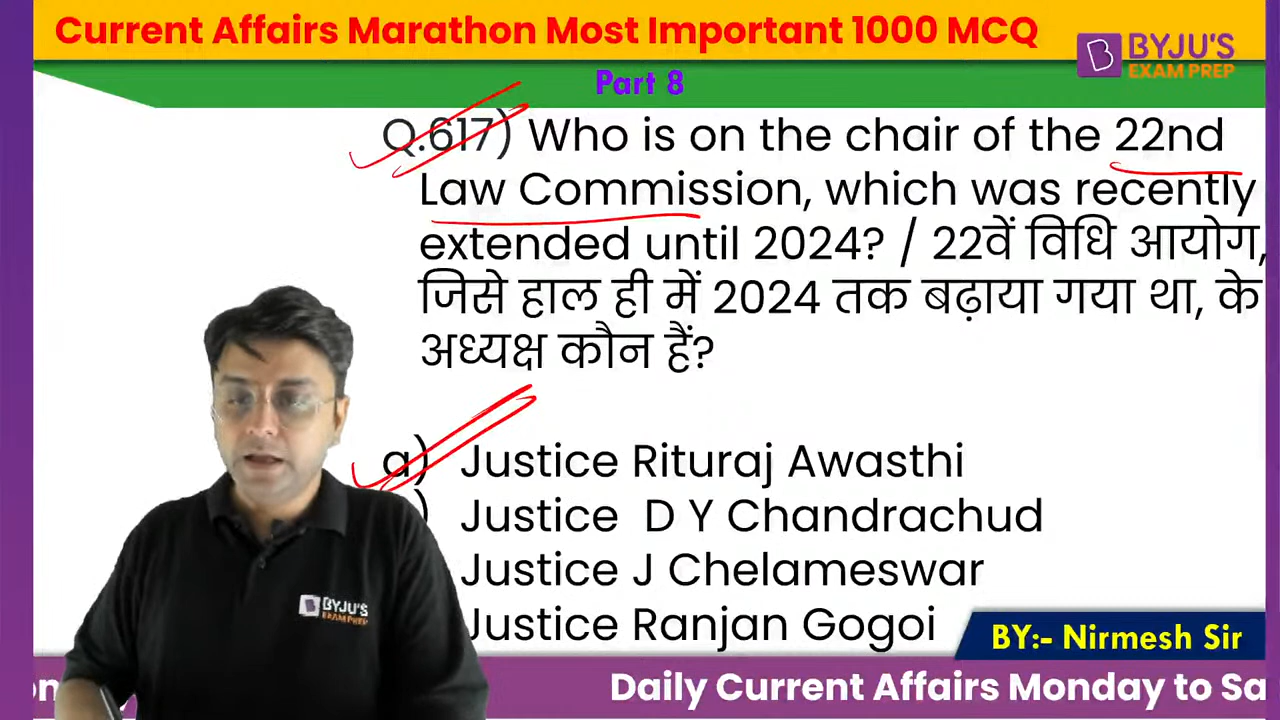 Current Affairs Marathon Most Important 1000 MCQ
BYJU'S
EXAM PREP
Part 8
Q.617) Who is on the chair of the 22nd
Law Commission, which was recently
extended until 2024? / 22वें विधि आयोग,
जिसे हाल ही में 2024 तक बढ़ाया गया था, के
अध्यक्ष कौन हैं?
a) Justice Rituraj Awasthi
) Justice D Y Chandrachud
Justice J Chelameswar
Justice Ranjan Gogoi
BYJU'S
EXAM PREP
BY:- Nirmesh Sir
Daily Current Affairs Monday to Sa